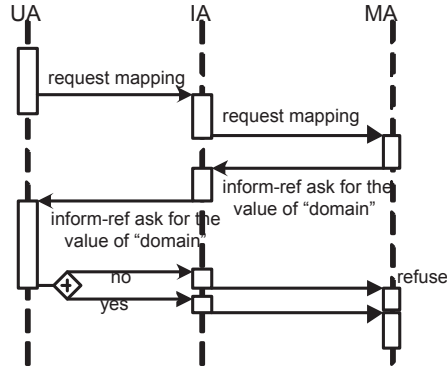 UA IA MA
request mapping
request mapping
inform-ref ask for the
value of “domain”
inform-ref ask for the
value of “domain”
no
refuse
yes